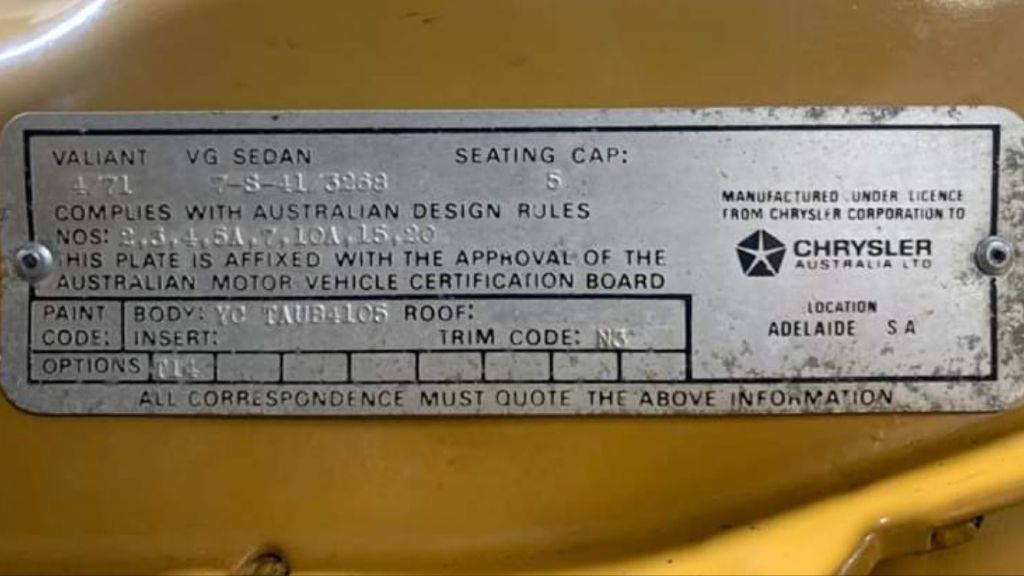 VALIANT VG SEDAN SEATING CAP:
4/71 7-S-41/3268 5
COMPLIES WITH AUSTRALIAN DESIGN RULES
NOS: 2,3,4,5A,7,10A,15,20
THIS PLATE IS AFFIXED WITH THE APPROVAL OF THE
AUSTRALIAN MOTOR VEHICLE CERTIFICATION BOARD
PAINT CODE: BODY: YC TAUB4105 ROOF:
INSERT: TRIM CODE:
OPTIONS T14
MANUFACTURED UNDER LICENCE
FROM CHRYSLER CORPORATION TO
CHRYSLER
AUSTRALIA LTD
LOCATION
ADELAIDE S A
ALL CORRESPONDENCE MUST QUOTE THE ABOVE INFORMATION